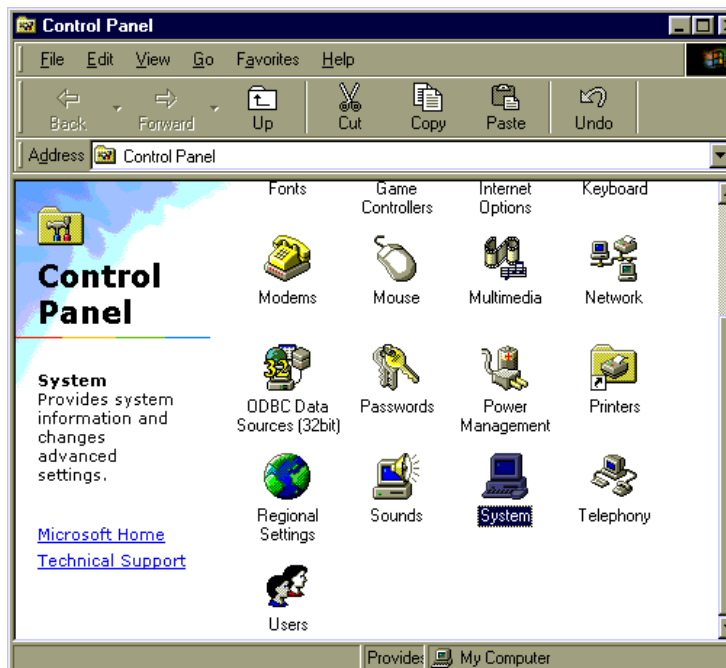 Control Panel
File Edit View Go Favorites Help
Back Forward Up Cut Copy Paste Undo
Address Control Panel
Fonts Game Controllers Internet Options Keyboard
Control
Panel
Modems Mouse Multimedia Network
System
Provides system
information and
changes
advanced
settings.
32
ODBC Data Sources (32bit) Passwords Power Management Printers
Regional Settings Sounds System Telephony
Microsoft Home
Technical Support
Users
Provides My Computer